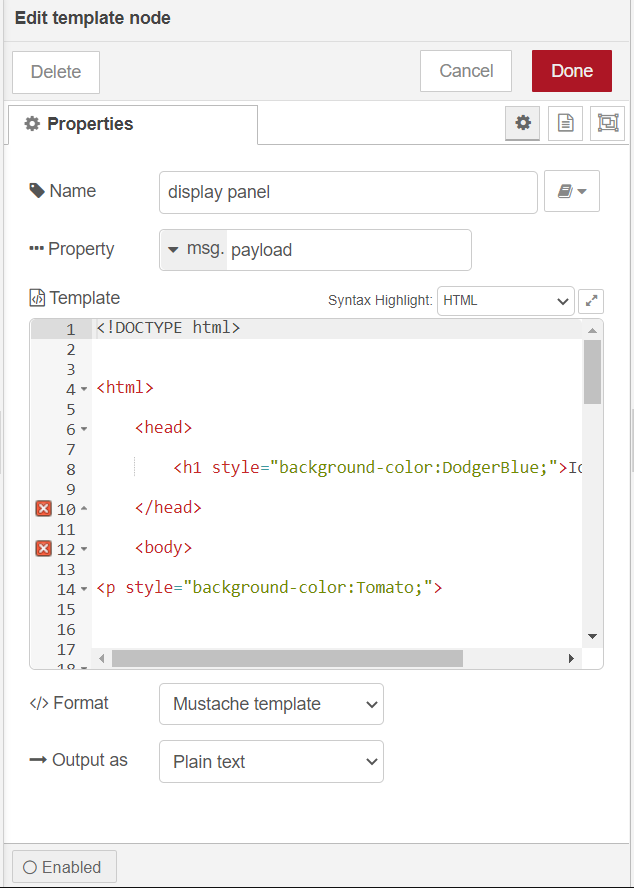 Edit template node
Delete
Cancel
Done
Properties
Name
display panel
Property
msg.
payload
Template
Syntax Highlight:
HTML
1 <!DOCTYPE html>
2
3
4 <html>
5
6 <head>
7
8 <h1 style="background-color:DodgerBlue;">
9
10 </head>
11
12 <body>
13
14 <p style="background-color:Tomato;">
15
16
17
18
</> Format
Mustache template
Output as
Plain text
Enabled